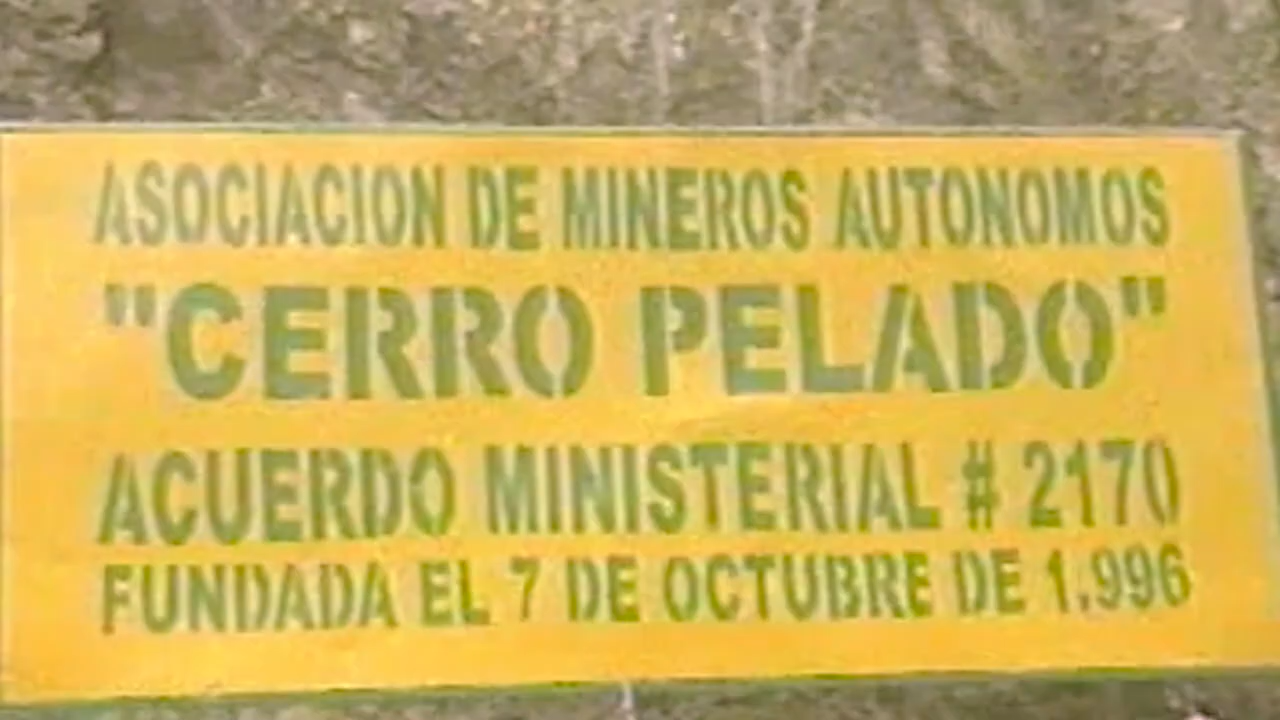 ASOCIACION DE MINEROS AUTONOMOS
"CERRO PELADO"
ACUERDO MINISTERIAL # 2170
FUNDADA EL 7 DE OCTUBRE DE 1.996